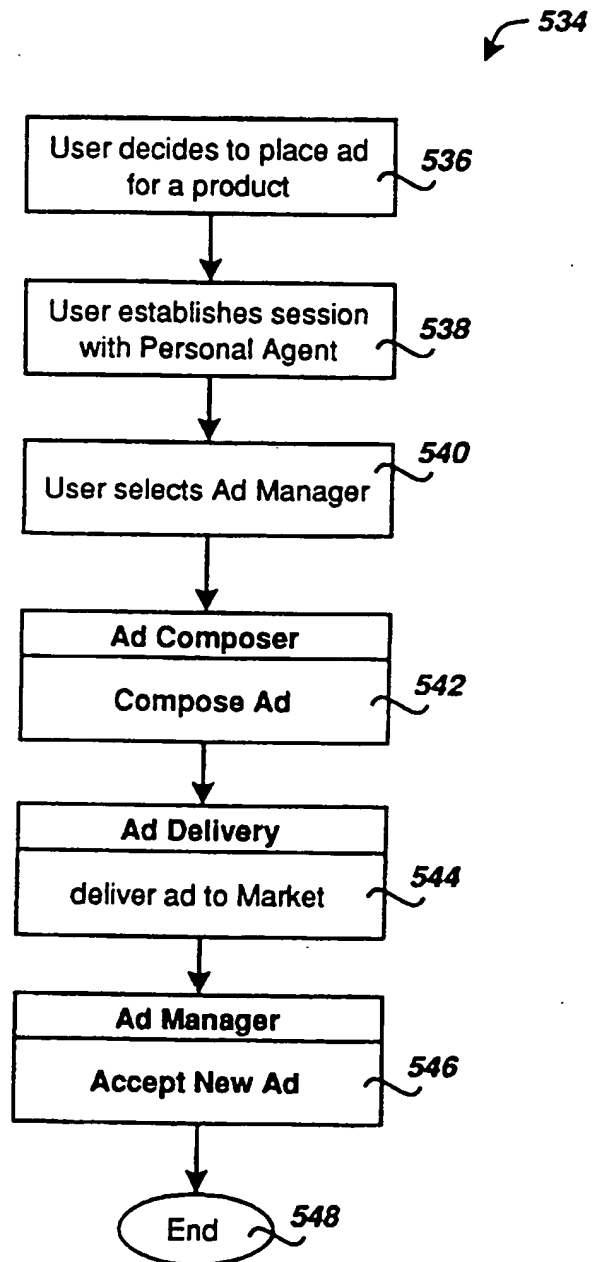 534
User decides to place ad
for a product
536
User establishes session
with Personal Agent
538
540
User selects Ad Manager
Ad Composer
Compose Ad
542
Ad Delivery
deliver ad to Market
544
Ad Manager
Accept New Ad
546
End
548